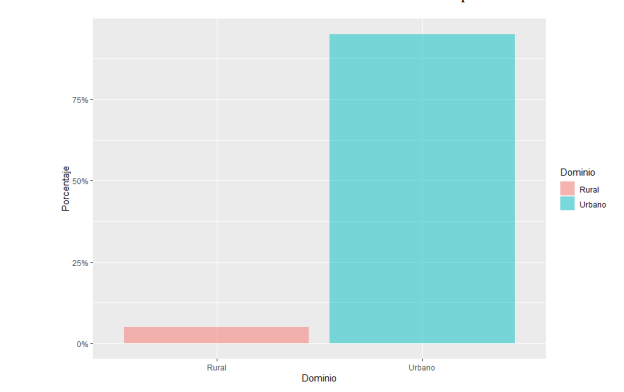 75%
50%
25%
0%
Porcentaje
Rural
Urbano
Dominio
Dominio
Rural
Urbano